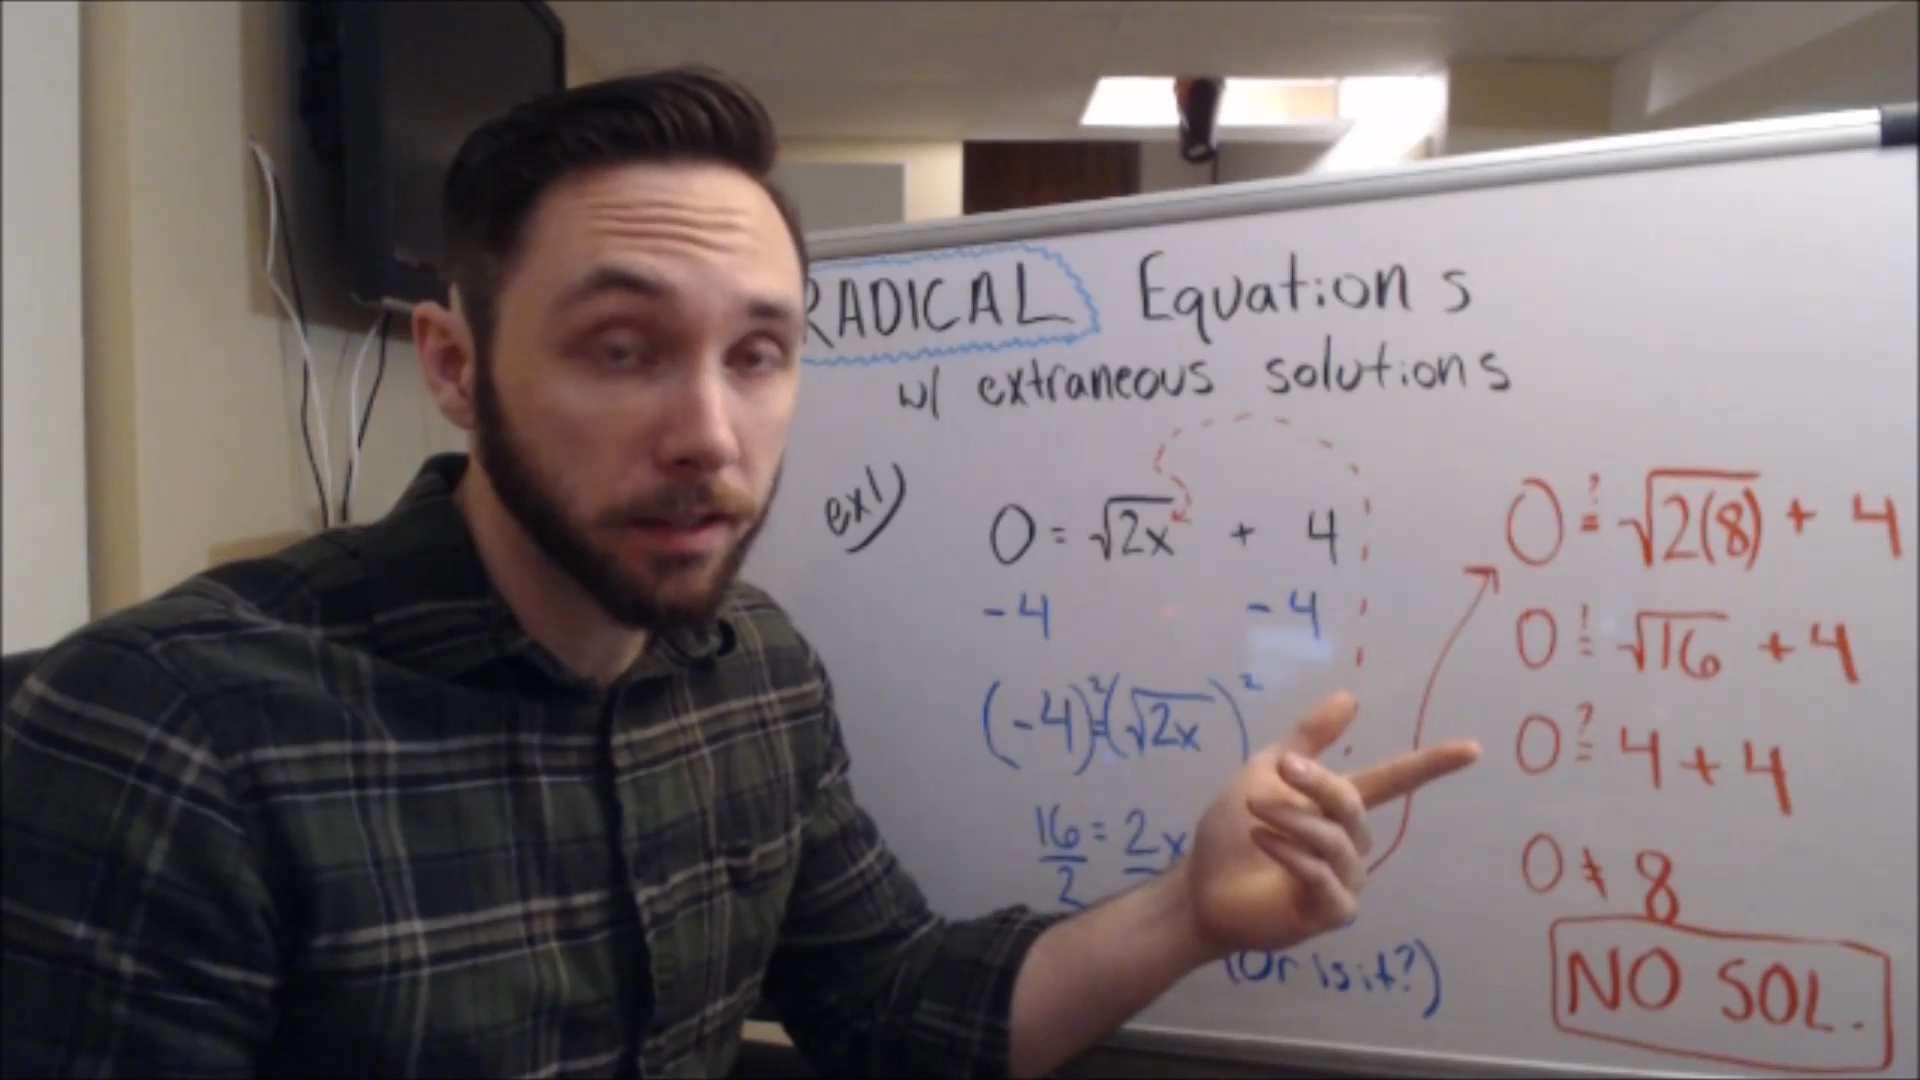 RADICAL Equations
w/ extraneous solutions
ex1)
0 = √2x + 4
-4 -4
(-4)² = (√2x)²
16 = 2x
2
(Or is it?)
0 ≟ √2(8) + 4
0 ≟ √16 + 4
0 ≟ 4 + 4
0 ≠ 8
NO SOL.